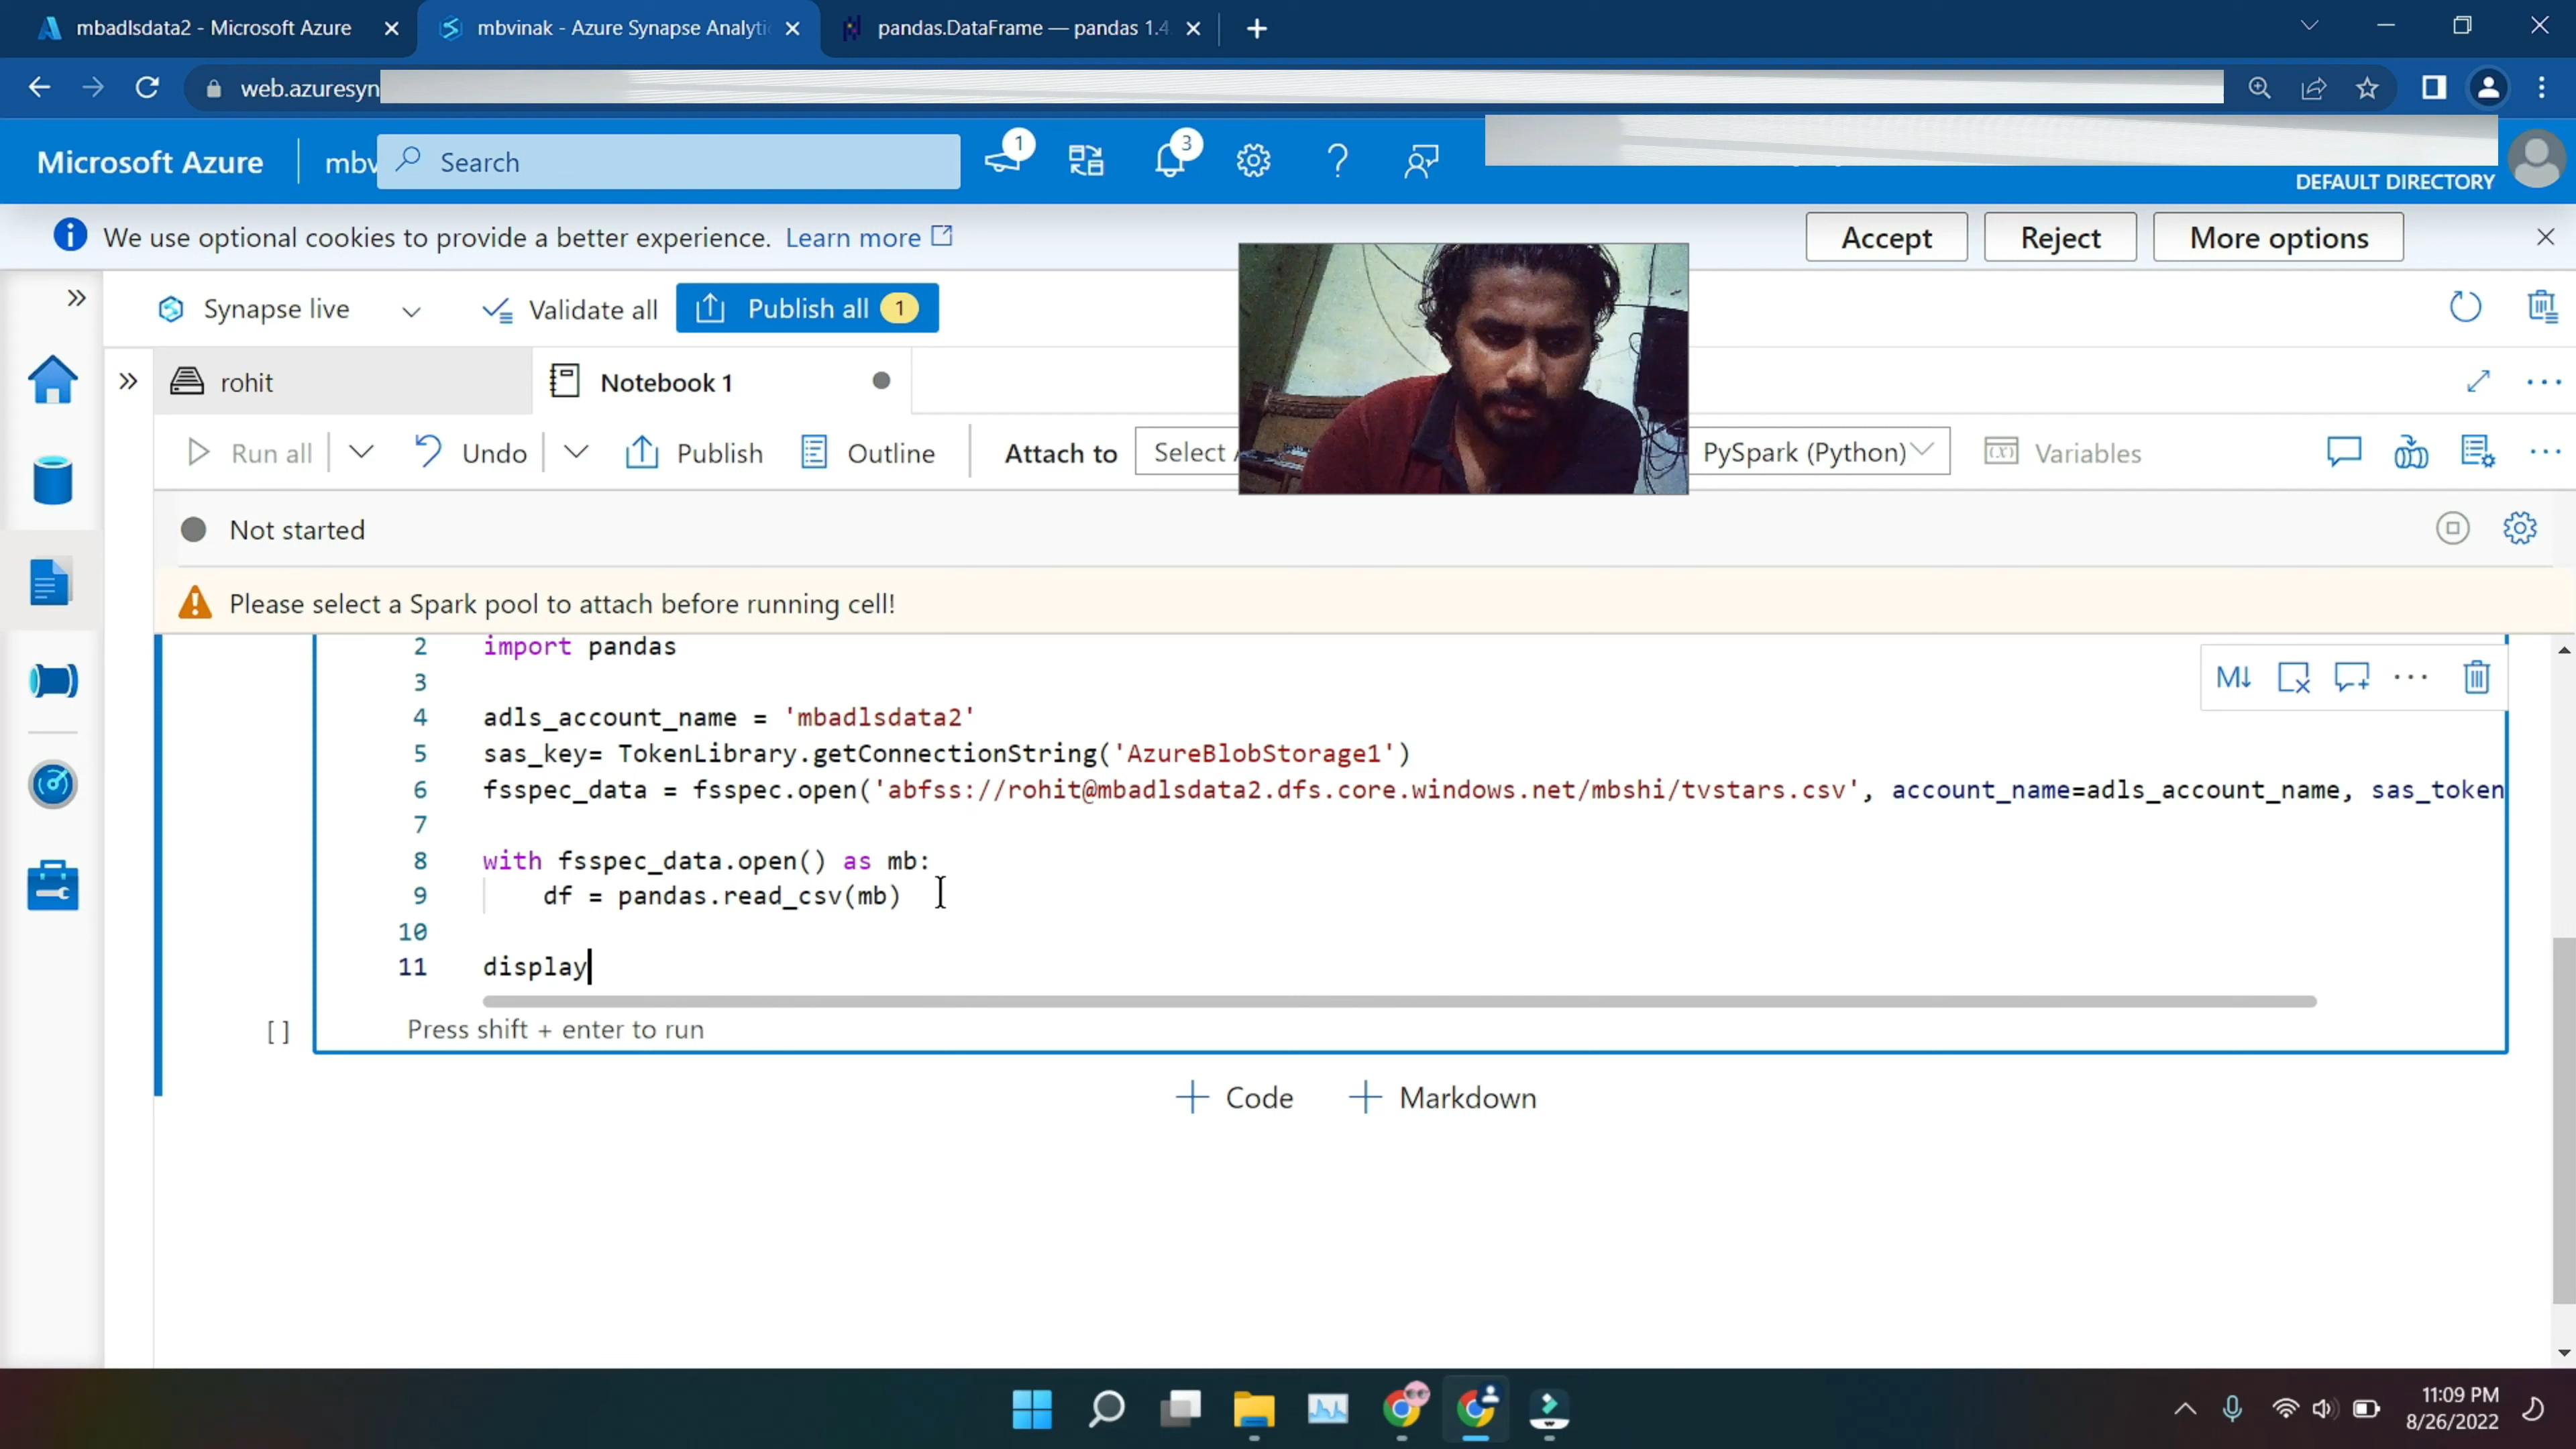 mbadlsdata2 - Microsoft Azure
mbvinak - Azure Synapse Analyti
pandas.DataFrame — pandas 1.4
web.azuresyn
Microsoft Azure
mbv
Search
1
3
DEFAULT DIRECTORY
We use optional cookies to provide a better experience. Learn more
Accept
Reject
More options
Synapse live
Validate all
Publish all 1
rohit
Notebook 1
Run all
Undo
Publish
Outline
Attach to
Select
PySpark (Python)
Variables
Not started
Please select a Spark pool to attach before running cell!
2 import pandas
3
4 adls_account_name = 'mbadlsdata2'
5 sas_key= TokenLibrary.getConnectionString('AzureBlobStorage1')
6 fsspec_data = fsspec.open('abfss://rohit@mbadlsdata2.dfs.core.windows.net/mbshi/tvstars.csv', account_name=adls_account_name, sas_token
7
8 with fsspec_data.open() as mb:
9 df = pandas.read_csv(mb)
10
11 display
M↓
[ ]
Press shift + enter to run
+ Code
+ Markdown
11:09 PM
8/26/2022